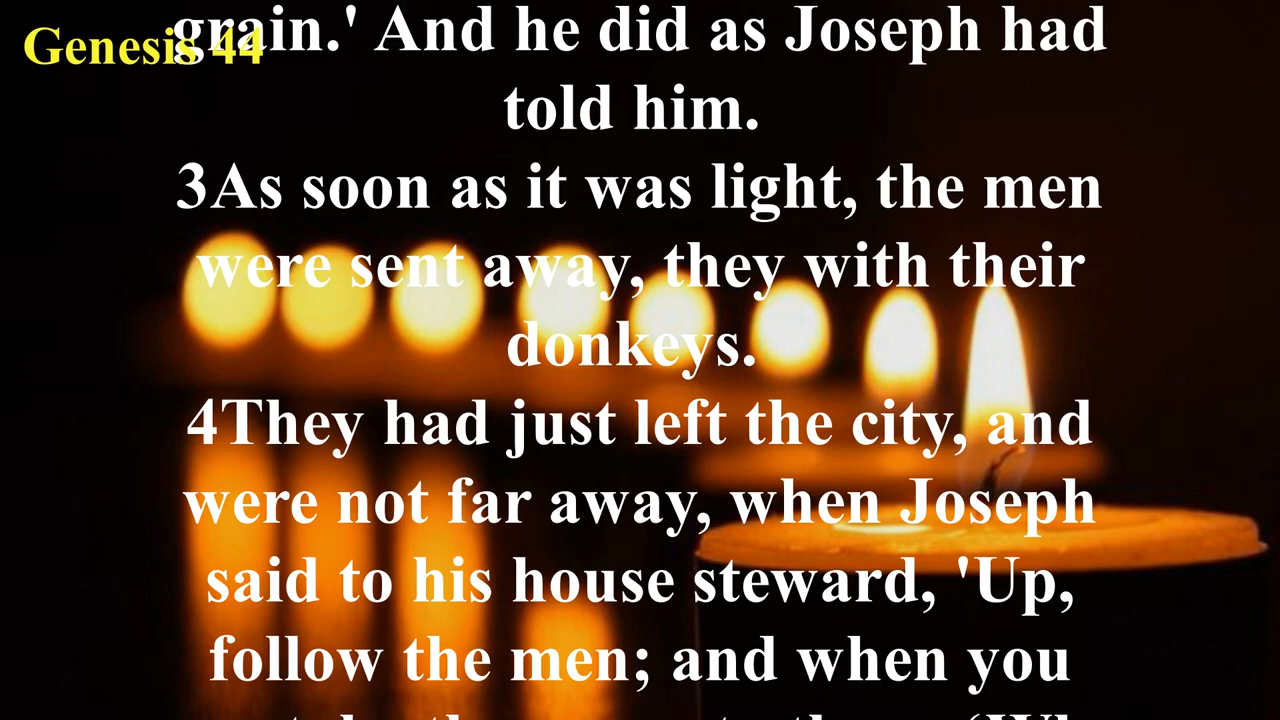 Genesis 44
grain.' And he did as Joseph had
told him.
3As soon as it was light, the men
were sent away, they with their
donkeys.
4They had just left the city, and
were not far away, when Joseph
said to his house steward, 'Up,
follow the men; and when you